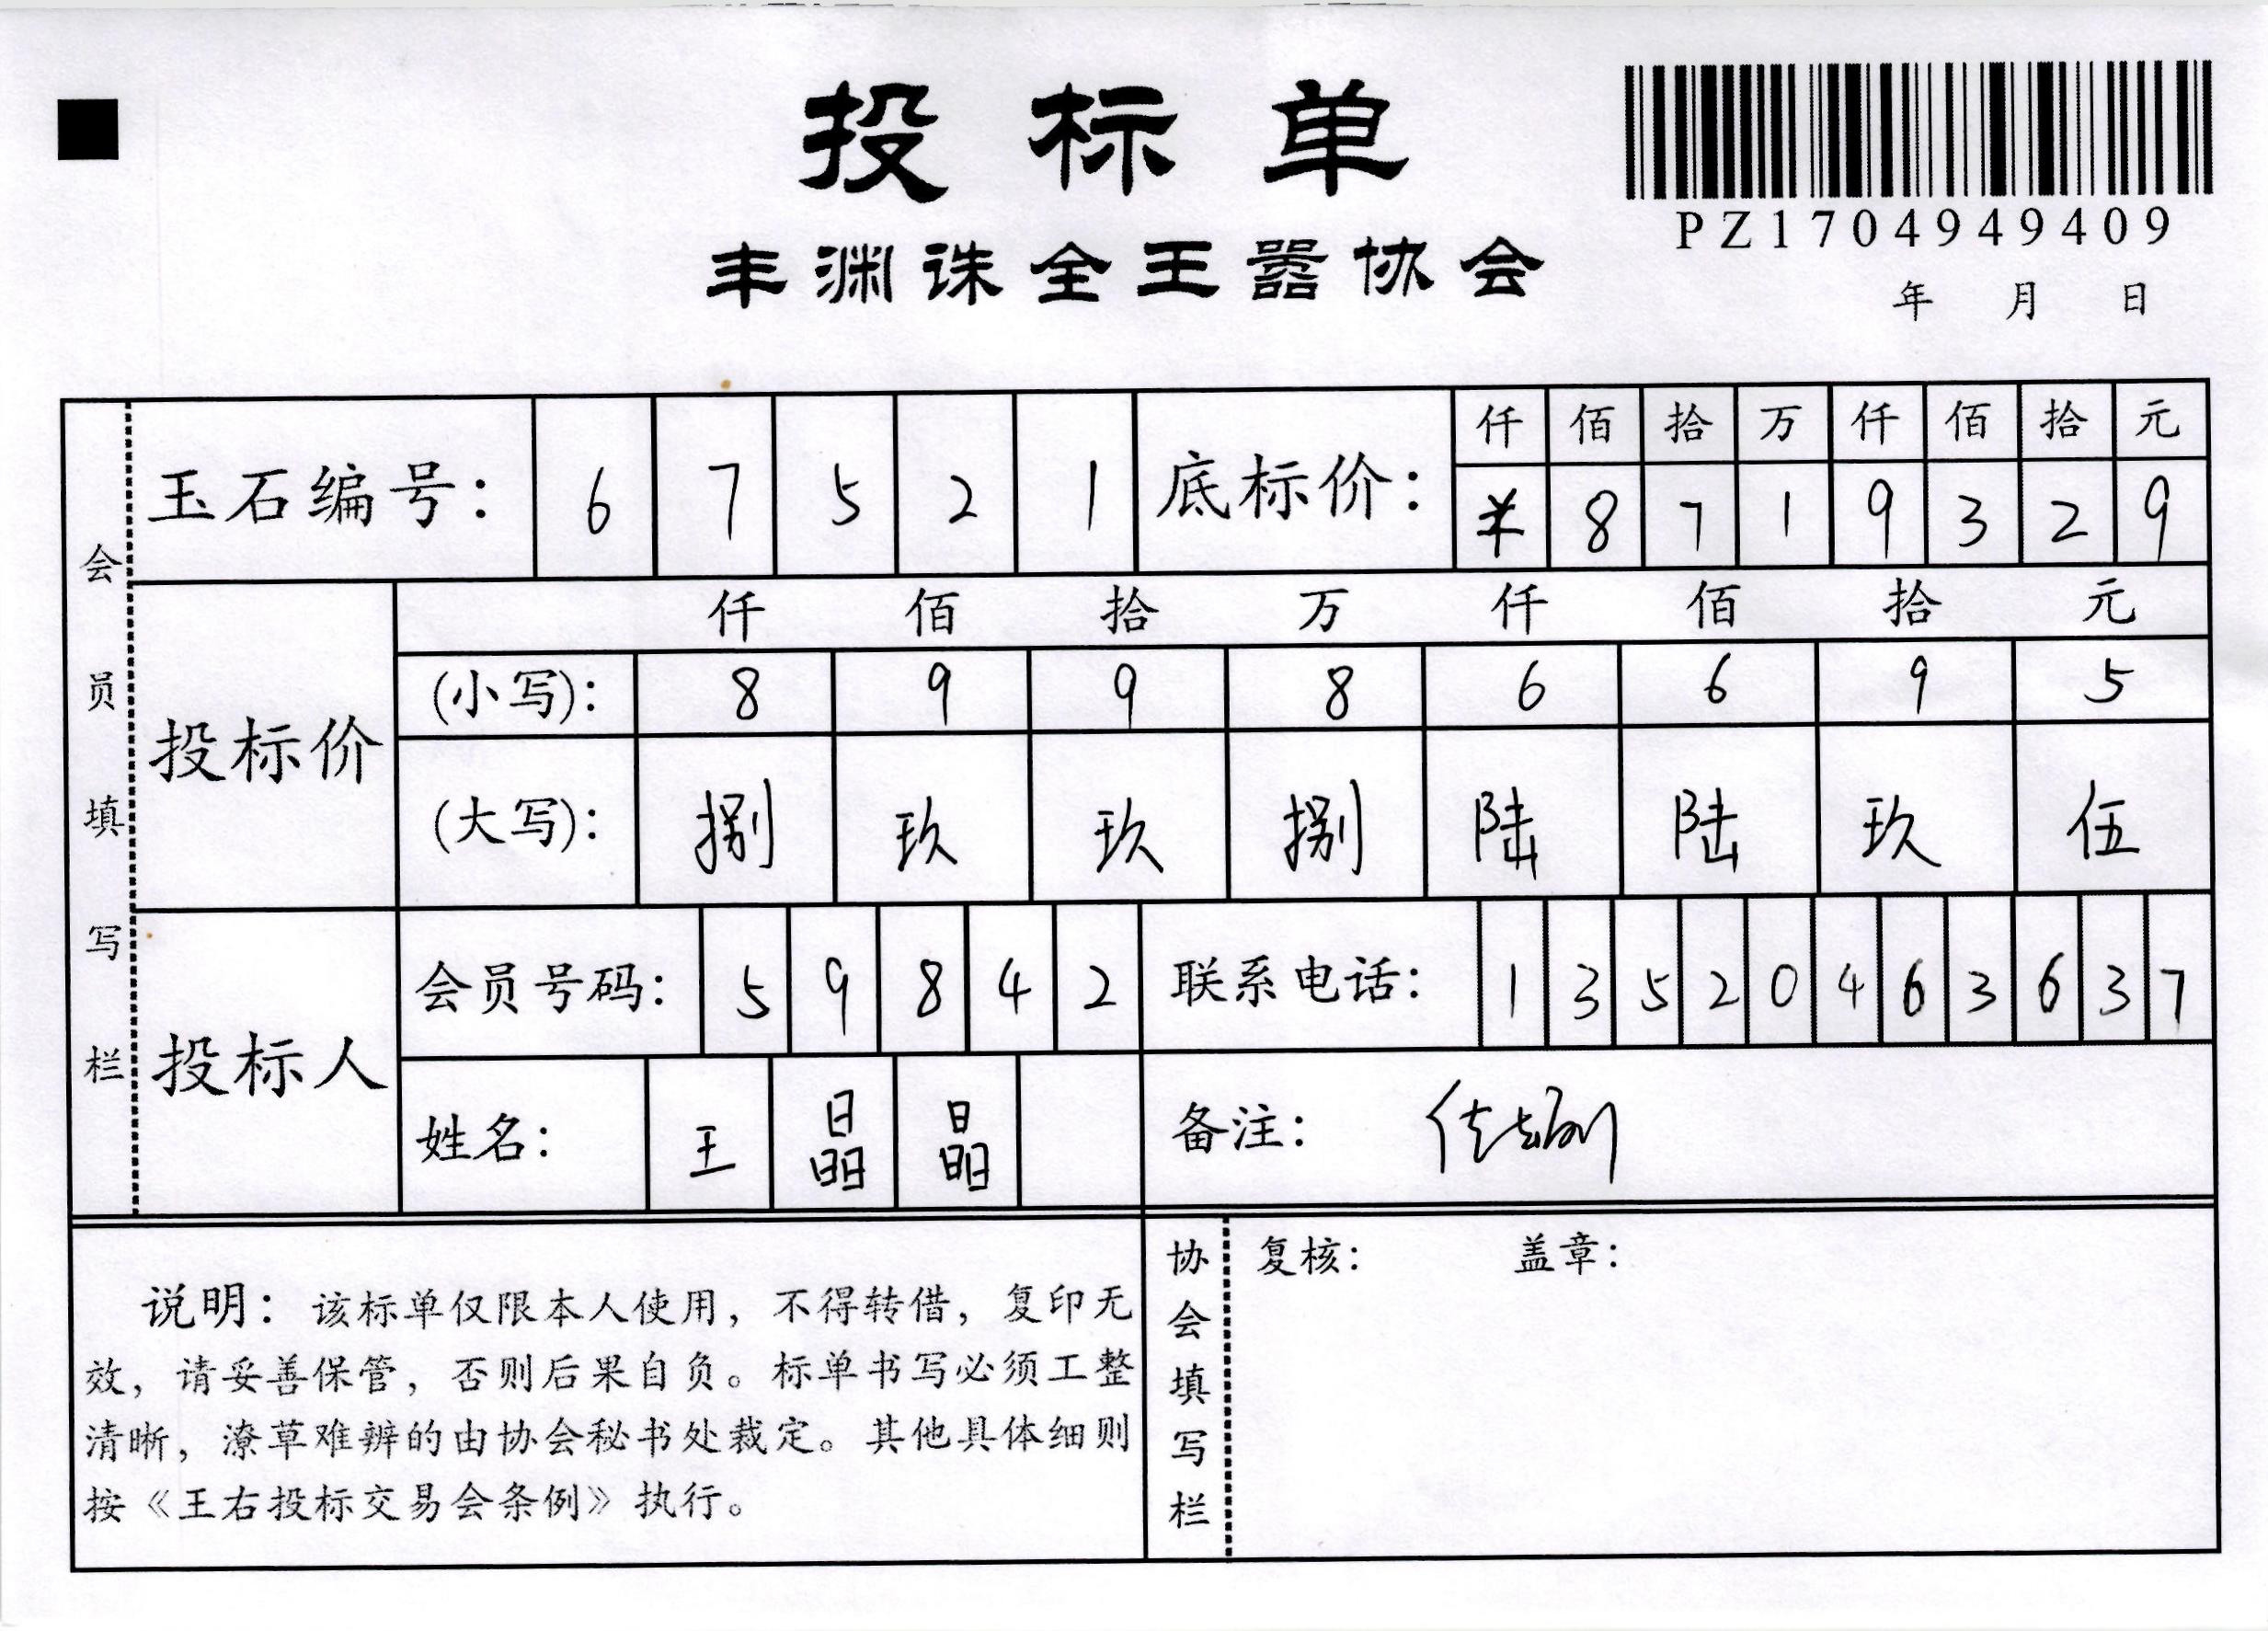 投标单
PZ1704949409
丰渊诛全王嚣协会
年 月 日
会员填写栏
玉石编号： 6 7 5 2 1
底标价： 仟 佰 拾 万 仟 佰 拾 元
¥ 8 7 1 9 3 2 9
投标价
仟 佰 拾 万 仟 佰 拾 元
(小写)： 8 9 9 8 6 6 9 5
(大写)： 捌 玖 玖 捌 陆 陆 玖 伍
投标人
会员号码： 5 9 8 4 2
联系电话： 1 3 5 2 0 4 6 3 6 3 7
姓名： 王 晶 晶
备注：
说明：该标单仅限本人使用，不得转借，复印无
效，请妥善保管，否则后果自负。标单书写必须工整
清晰，潦草难辨的由协会秘书处裁定。其他具体细则
按《王右投标交易会条例》执行。
协会填写栏
复核： 盖章：